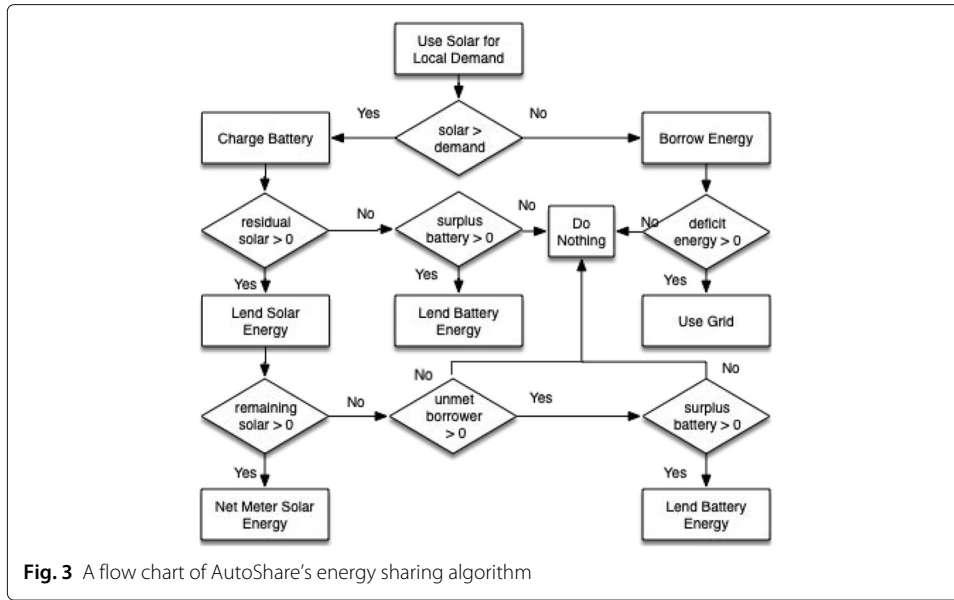 Use Solar for
Local Demand
Yes
No
Charge Battery
solar >
demand
Borrow Energy
residual
solar > 0
No
surplus
battery > 0
No
Do
Nothing
No
deficit
energy > 0
Yes
Yes
Yes
Lend Solar
Energy
Lend Battery
Energy
Use Grid
No
No
remaining
solar > 0
No
unmet
borrower
> 0
Yes
surplus
battery > 0
Yes
Yes
Net Meter Solar
Energy
Lend Battery
Energy
Fig. 3 A flow chart of AutoShare's energy sharing algorithm